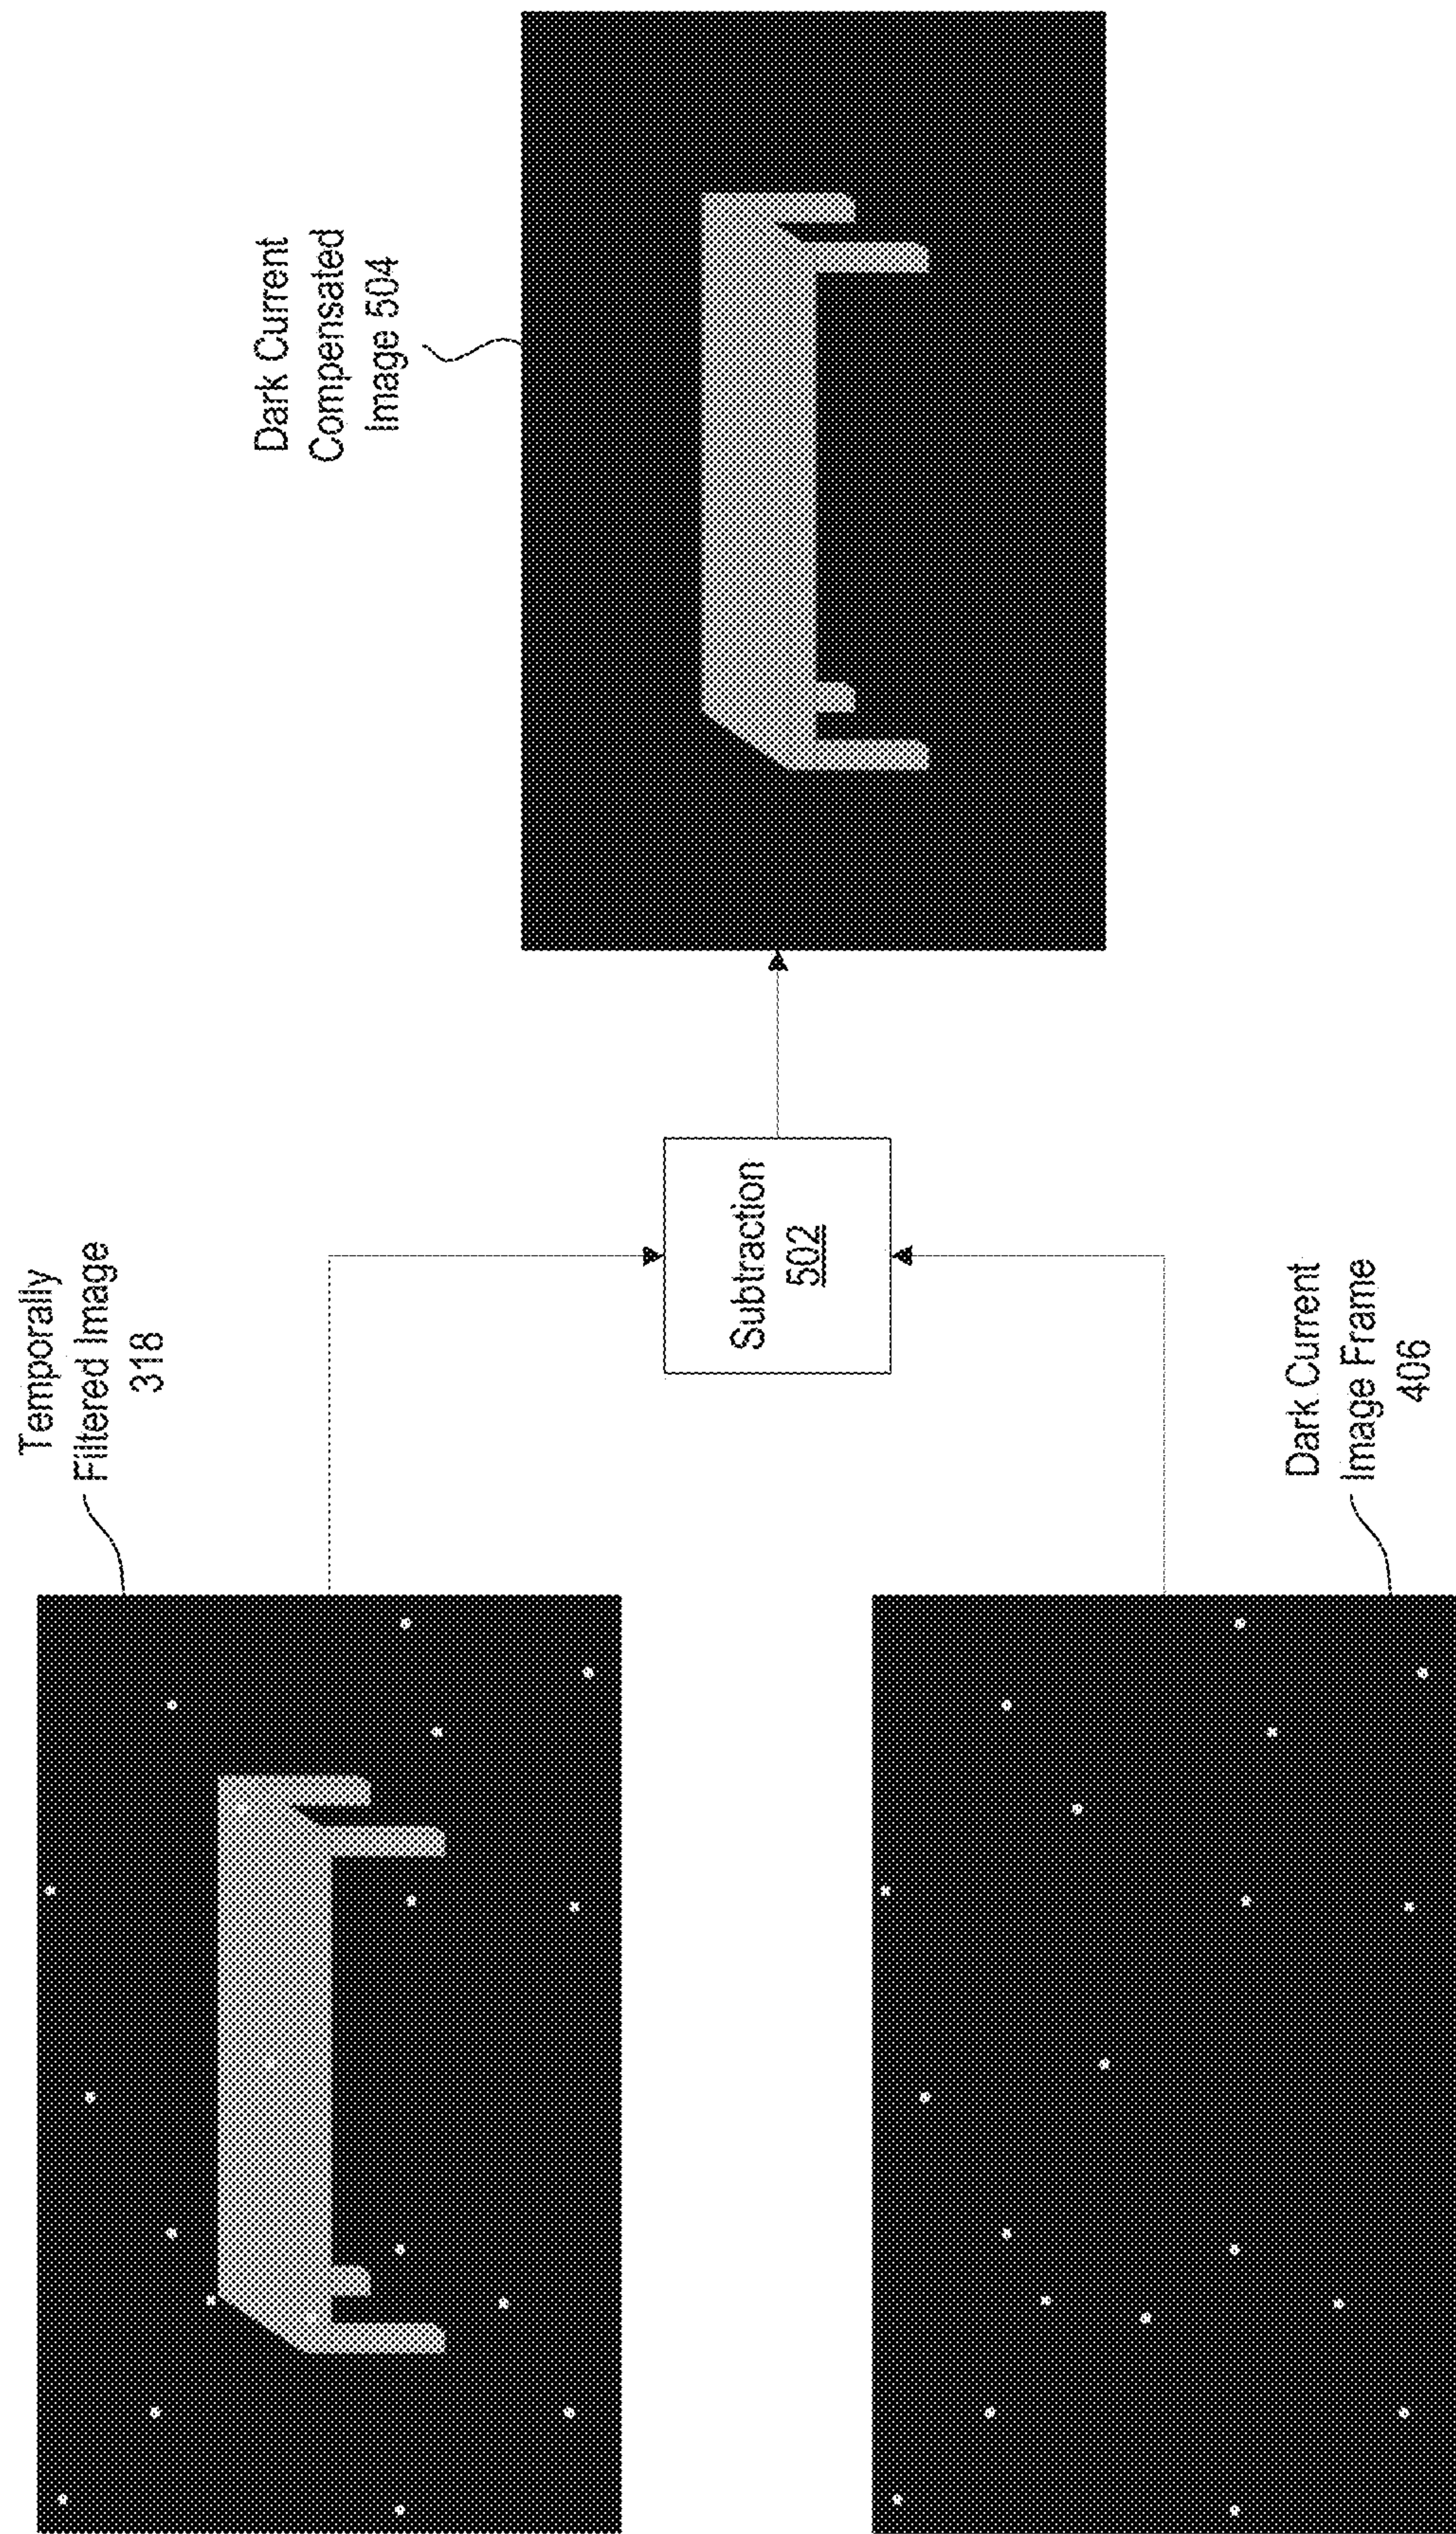 Temporally
Filtered Image
318
Dark Current
Image Frame
406
Subtraction
502
Dark Current
Compensated
Image 504